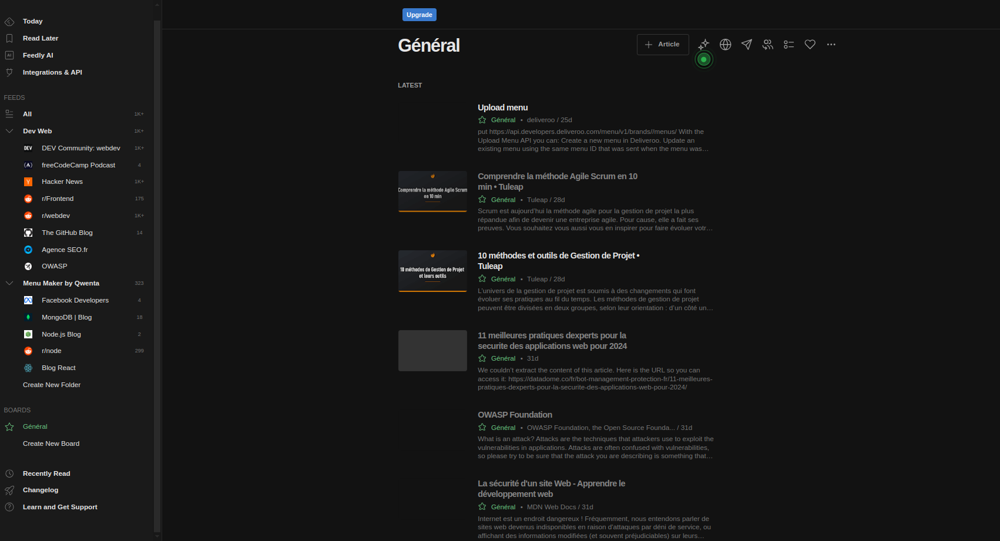 Today
Read Later
AI
Feedly AI
Integrations & API
FEEDS
All 1K+
Dev Web 1K+
DEV DEV Community: webdev 1K+
freeCodeCamp Podcast 4
Y Hacker News 1K+
r/Frontend 175
r/webdev 1K+
The GitHub Blog 14
Agence SEO.fr
OWASP
Menu Maker by Qwenta 323
Facebook Developers 4
MongoDB | Blog 18
Node.js Blog 2
r/node 299
Blog React
Create New Folder
BOARDS
Général
Create New Board
Recently Read
Changelog
Learn and Get Support
Upgrade
Général
Article
LATEST
Upload menu
Général • deliveroo / 25d
put https://api.developers.deliveroo.com/menu/v1/brands//menus/ With the
Upload Menu API you can: Create a new menu in Deliveroo. Update an
existing menu using the same menu ID that was sent when the menu was…
Comprendre la méthode Agile Scrum
en 10 min
Comprendre la méthode Agile Scrum en 10
min • Tuleap
Général • Tuleap / 28d
Scrum est aujourd’hui la méthode agile pour la gestion de projet la plus
répandue afin de devenir une entreprise agile. Pour cause, elle a fait ses
preuves. Vous souhaitez vous aussi vous en inspirer pour faire évoluer votr…
10 méthodes de Gestion de Projet
et leurs outils
10 méthodes et outils de Gestion de Projet •
Tuleap
Général • Tuleap / 28d
L’univers de la gestion de projet est soumis à des changements qui font
évoluer ses pratiques au fil du temps. Les méthodes de gestion de projet
peuvent être divisées en deux groupes, selon leur orientation : d’un côté un…
11 meilleures pratiques dexperts pour la
securite des applications web pour 2024
Général • 31d
We couldn’t extract the content of this article. Here is the URL so you can
access it: https://datadome.co/fr/bot-management-protection-fr/11-meilleures-
pratiques-dexperts-pour-la-securite-des-applications-web-pour-2024/
OWASP Foundation
Général • OWASP Foundation, the Open Source Founda... / 31d
What is an attack? Attacks are the techniques that attackers use to exploit the
vulnerabilities in applications. Attacks are often confused with vulnerabilities,
so please try to be sure that the attack you are describing is something that…
La sécurité d'un site Web - Apprendre le
développement web
Général • MDN Web Docs / 31d
Internet est un endroit dangereux ! Fréquemment, nous entendons parler de
sites web devenus indisponibles en raison d'attaques par déni de service, ou
affichant des informations modifiées (et souvent préjudiciables) sur leurs…